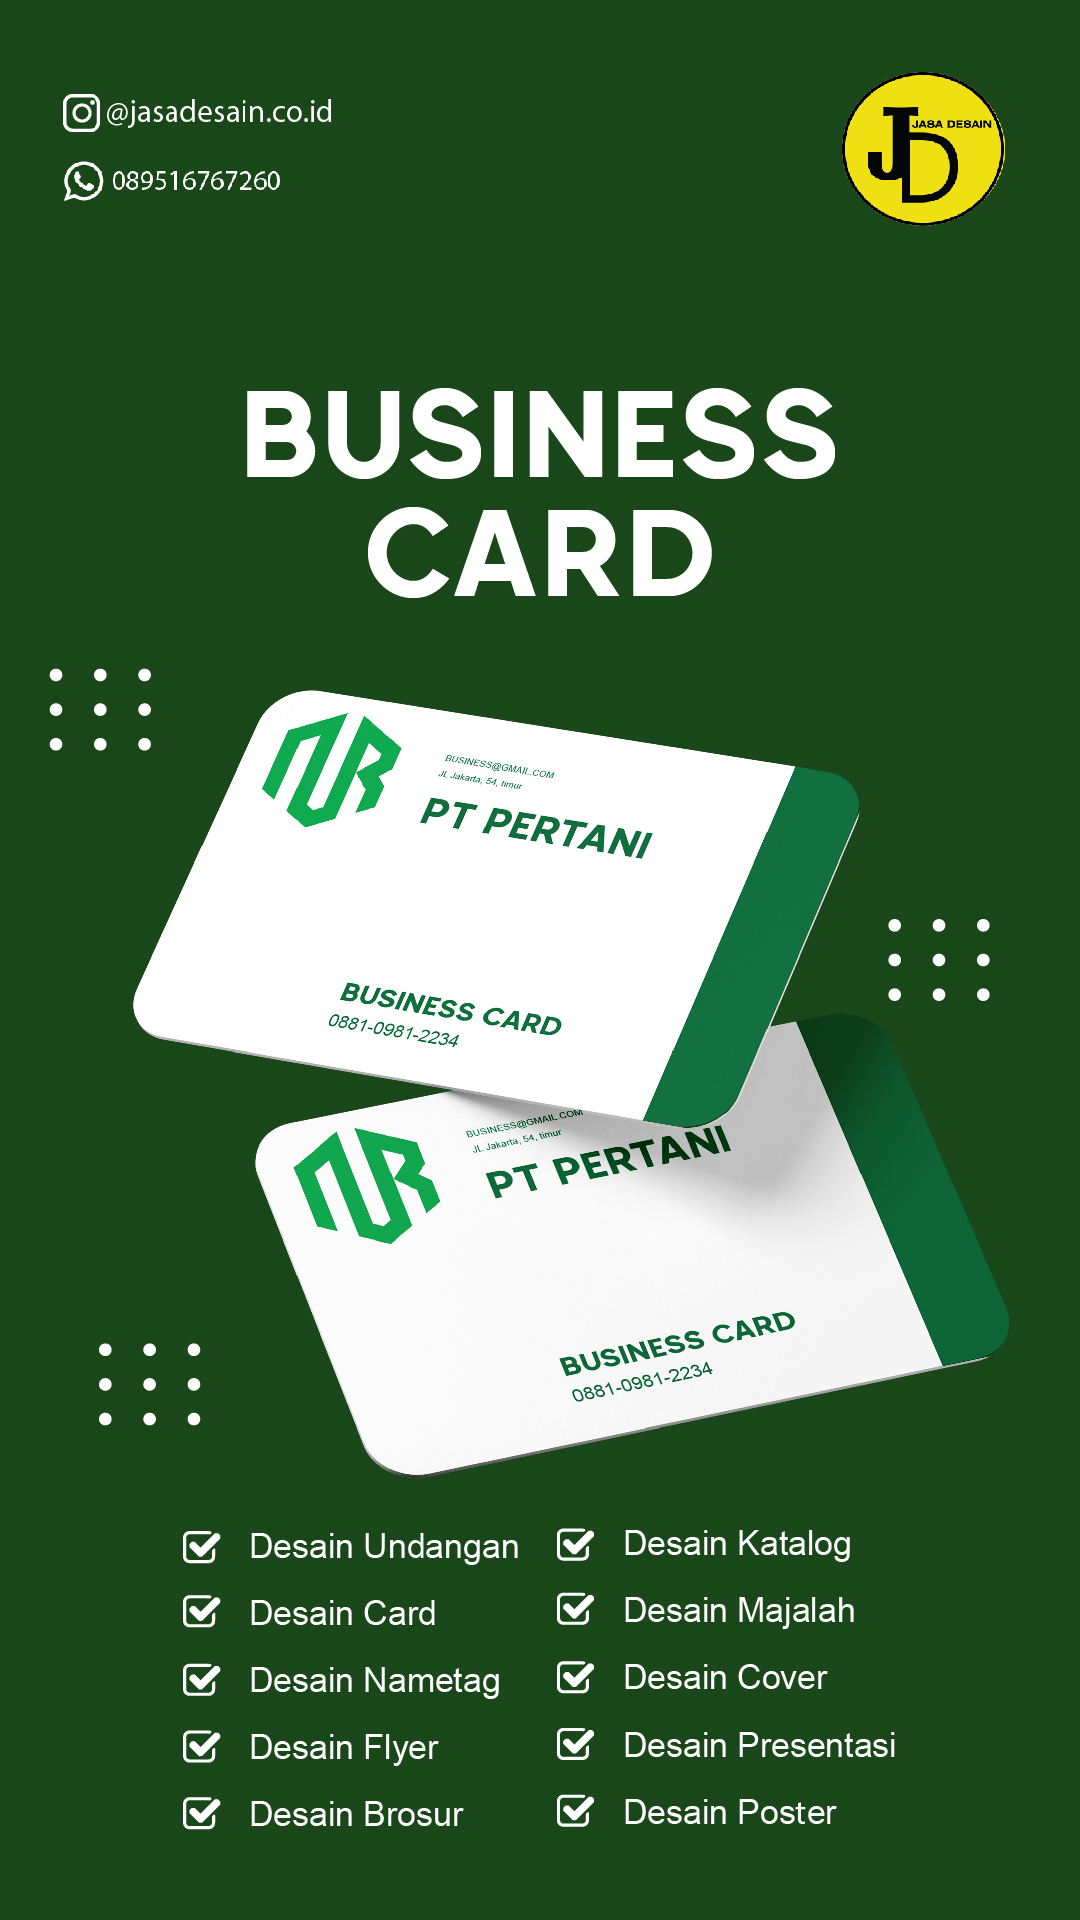 @jasadesain.co.id
089516767260
JD
JASA DESAIN
BUSINESS
CARD
BUSINESS@GMAIL.COM
JL Jakarta, 54, timur
PT PERTANI
BUSINESS CARD
0881-0981-2234
BUSINESS@GMAIL.COM
JL Jakarta, 54, timur
PT PERTANI
BUSINESS CARD
0881-0981-2234
Desain Undangan
Desain Card
Desain Nametag
Desain Flyer
Desain Brosur
Desain Katalog
Desain Majalah
Desain Cover
Desain Presentasi
Desain Poster